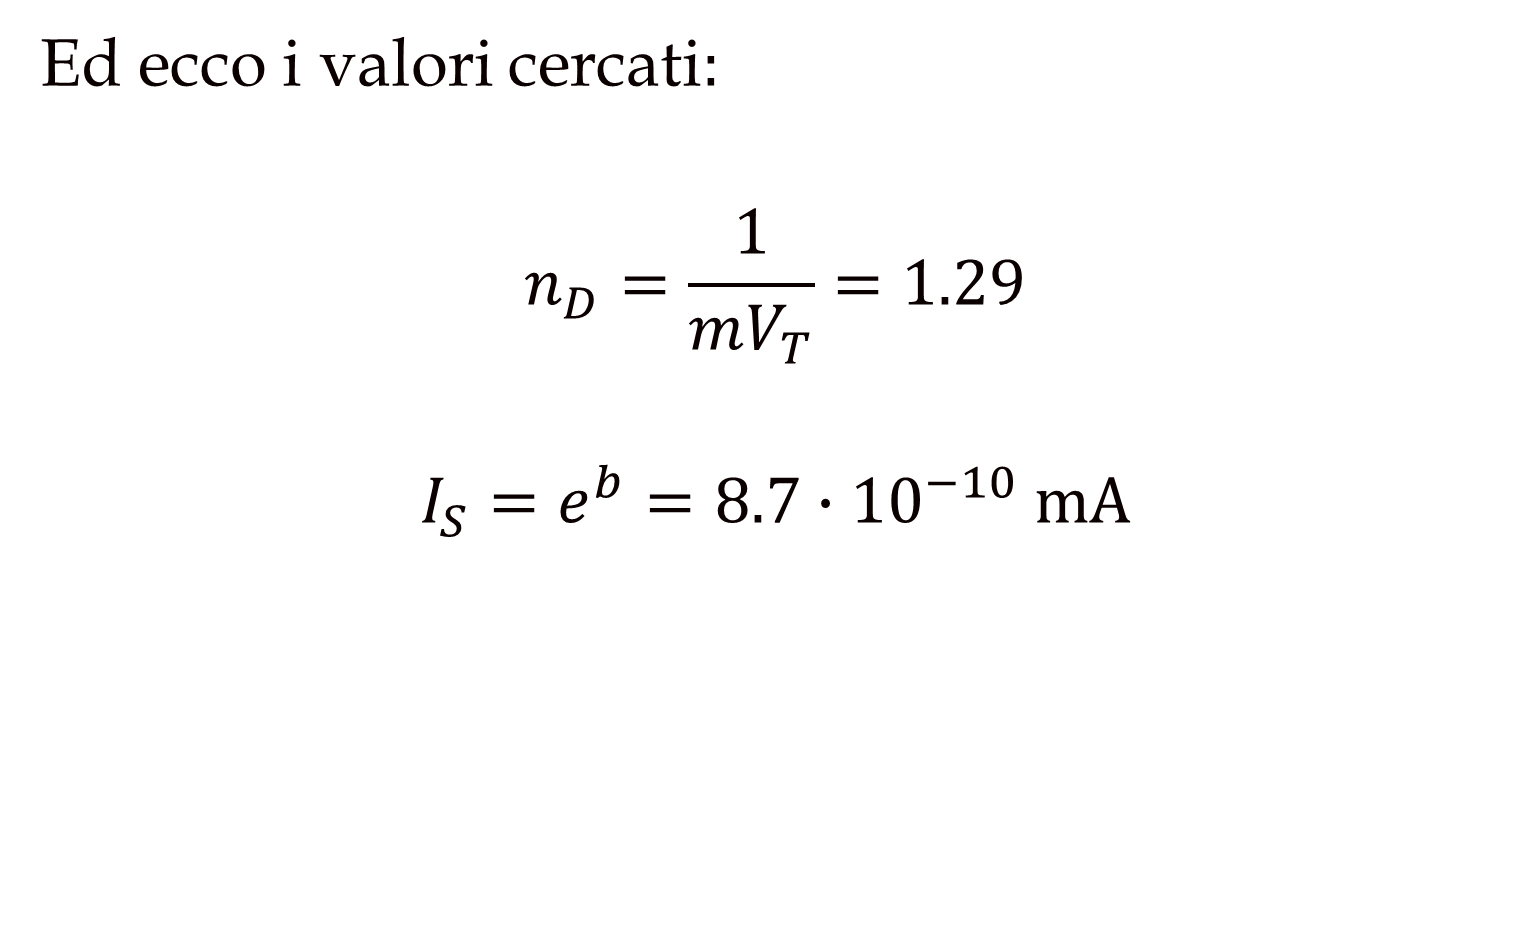 Ed ecco i valori cercati:
n_D = 1/(mV_T) = 1.29
I_S = e^b = 8.7 · 10^−10 mA